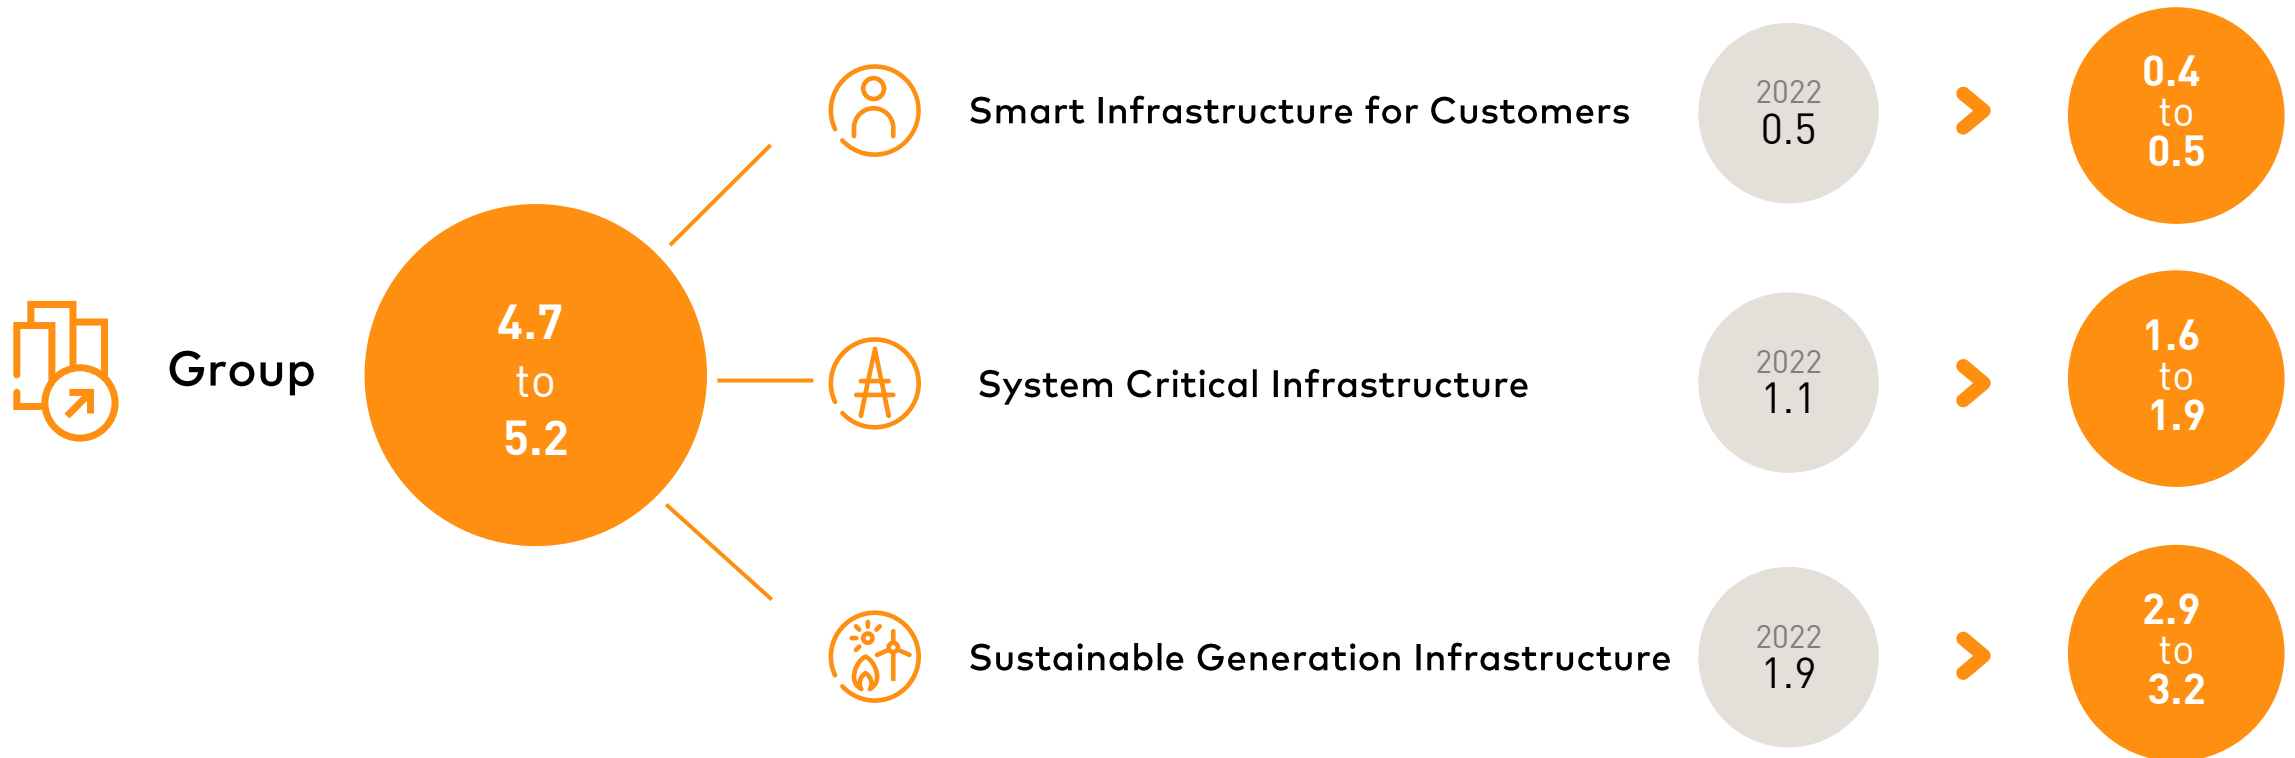 Group
4.7
to
5.2
Smart Infrastructure for Customers
2022
0.5
0.4
to
0.5
System Critical Infrastructure
2022
1.1
1.6
to
1.9
Sustainable Generation Infrastructure
2022
1.9
2.9
to
3.2